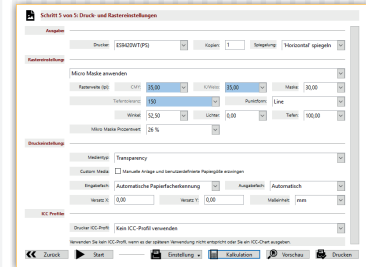 Schritt 5 von 5: Druck- und Rastereinstellungen
Ausgabe
Drucker ES9420WT(PS) Kopien: 1 Spiegelung: 'Horizontal' spiegeln
Rastereinstellung
Micro Maske anwenden
Rasterweite (lpi): CMY: 35,00 K/Weiss: 35,00 Maske: 30,00
Tiefentoleranz: 150 Punktform: Line
Winkel: 52,50 Lichter: 0,00 Tiefen: 100,00
Micro Maske Prozentwert: 26 %
Druckeinstellung
Medientyp: Transparency
Custom Media: Manuelle Anlage und benutzerdefinierte Papiergröße erzwingen
Eingabefach: Automatische Papierfacherkennung Ausgabefach: Automatisch
Versatz X: 0,00 Versatz Y: 0,00 Maßeinheit: mm
ICC Profile
Drucker ICC-Profil: Kein ICC-Profil verwenden
Verwenden Sie kein ICC-Profil, wenn es der späteren Verwendung nicht entspricht oder Sie ein ICC-Chart ausgeben.
Zurück Start Einstellung Kalkulation Vorschau Drucken